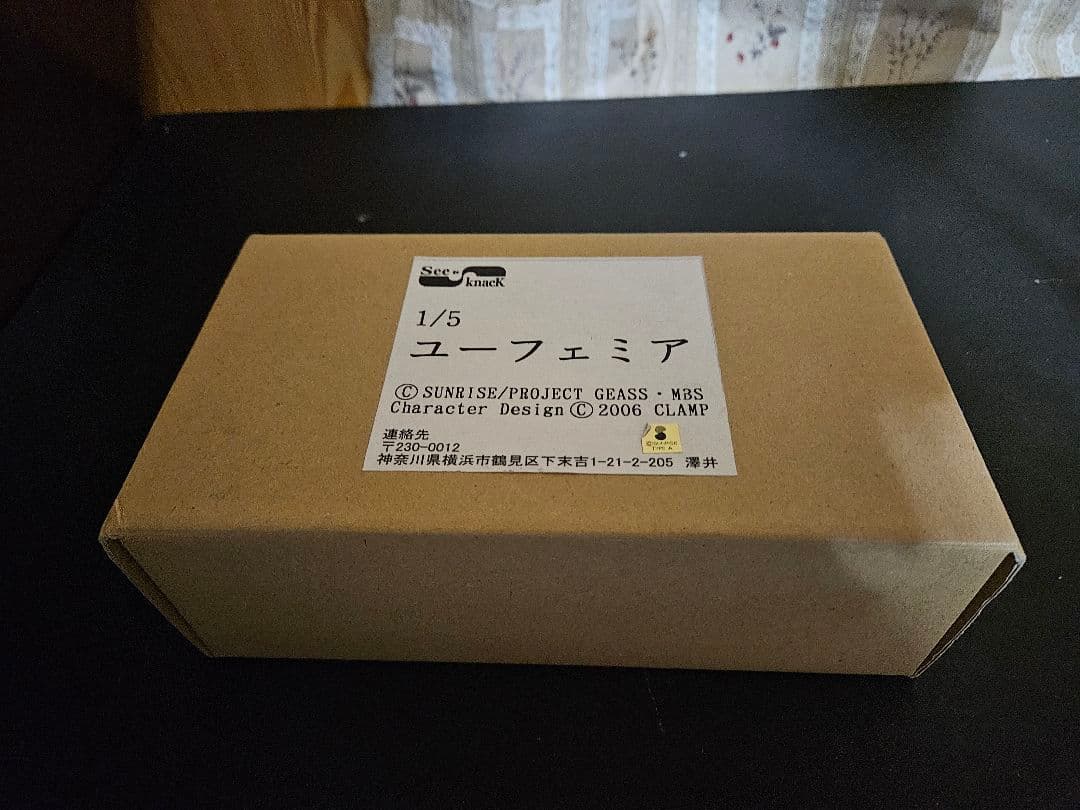 See
knacK
1/5
ユーフェミア
Ⓒ SUNRISE/PROJECT GEASS・MBS
Character Design Ⓒ 2006 CLAMP
連絡先
〒230-0012
神奈川県横浜市鶴見区下末吉1-21-2-205 澤井
ⒸSUNRISE
TYPE A